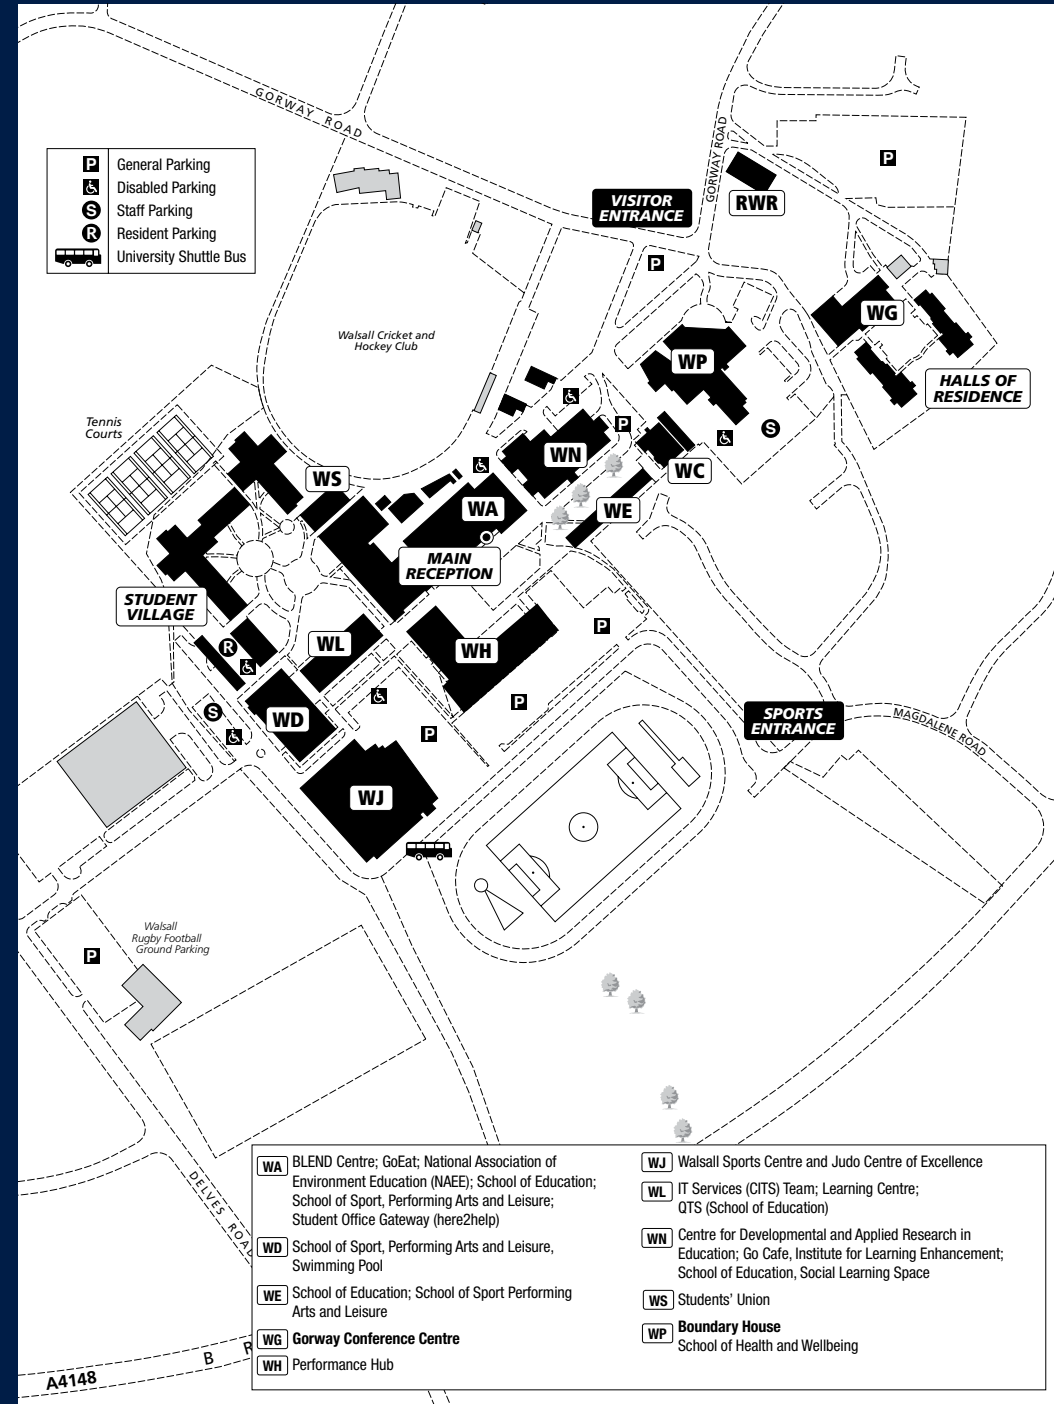 GORWAY ROAD
GORWAY ROAD
P General Parking
Disabled Parking
S Staff Parking
R Resident Parking
University Shuttle Bus
P
VISITOR
ENTRANCE
RWR
P
WG
Walsall Cricket and
Hockey Club
WP
HALLS OF
RESIDENCE
Tennis
Courts
P
S
WN
WC
WS
WA
WE
MAIN
RECEPTION
STUDENT
VILLAGE
P
R
WL
WH
P
S
WD
P
SPORTS
ENTRANCE
MAGDALENE ROAD
WJ
Walsall
Rugby Football
Ground Parking
P
DELVES ROAD
B R
A4148
WA BLEND Centre; GoEat; National Association of
Environment Education (NAEE); School of Education;
School of Sport, Performing Arts and Leisure;
Student Office Gateway (here2help)
WD School of Sport, Performing Arts and Leisure,
Swimming Pool
WE School of Education; School of Sport Performing
Arts and Leisure
WG Gorway Conference Centre
WH Performance Hub
WJ Walsall Sports Centre and Judo Centre of Excellence
WL IT Services (CITS) Team; Learning Centre;
QTS (School of Education)
WN Centre for Developmental and Applied Research in
Education; Go Cafe, Institute for Learning Enhancement;
School of Education, Social Learning Space
WS Students' Union
WP Boundary House
School of Health and Wellbeing